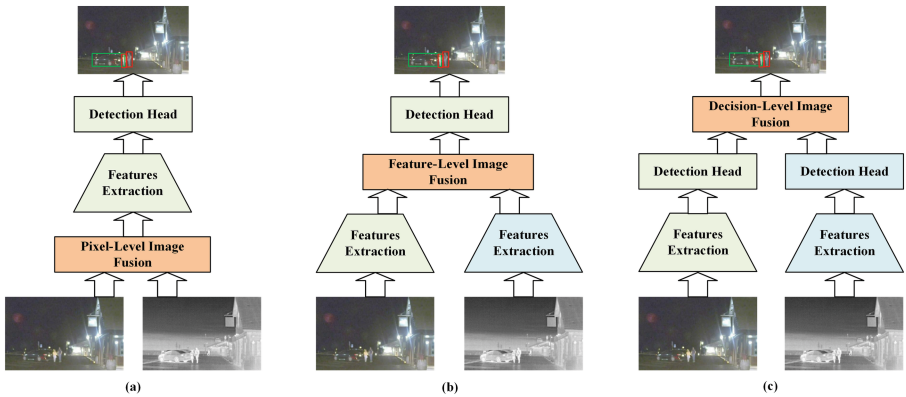 Detection Head
Features
Extraction
Pixel-Level Image
Fusion
(a)
Detection Head
Feature-Level Image
Fusion
Features
Extraction
Features
Extraction
(b)
Decision-Level Image
Fusion
Detection Head
Detection Head
Features
Extraction
Features
Extraction
(c)